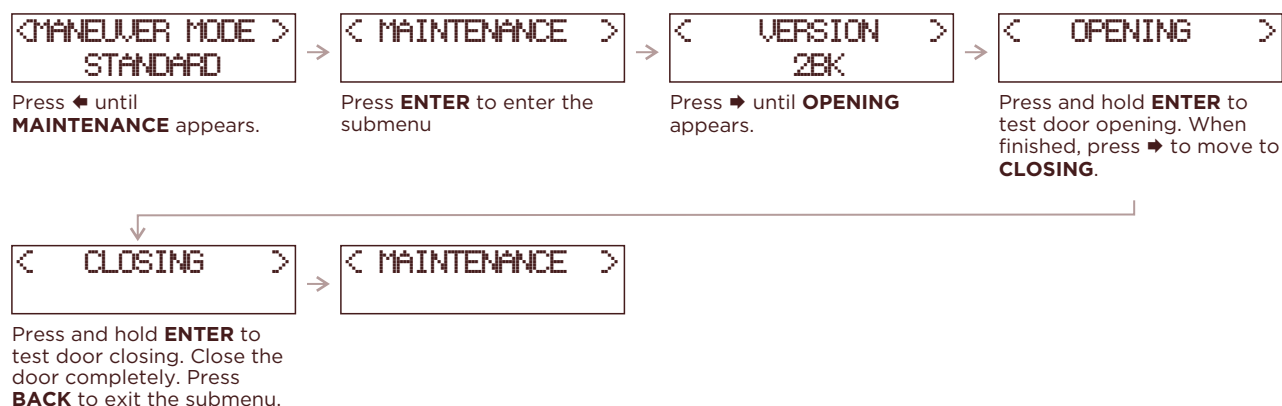 <MANEUVER MODE >
STANDARD
Press ⬅ until
MAINTENANCE appears.
< MAINTENANCE >
Press ENTER to enter the
submenu
< VERSION >
2BK
Press ➡ until OPENING
appears.
< OPENING >
Press and hold ENTER to
test door opening. When
finished, press ➡ to move to
CLOSING.
< CLOSING >
Press and hold ENTER to
test door closing. Close the
door completely. Press
BACK to exit the submenu.
< MAINTENANCE >